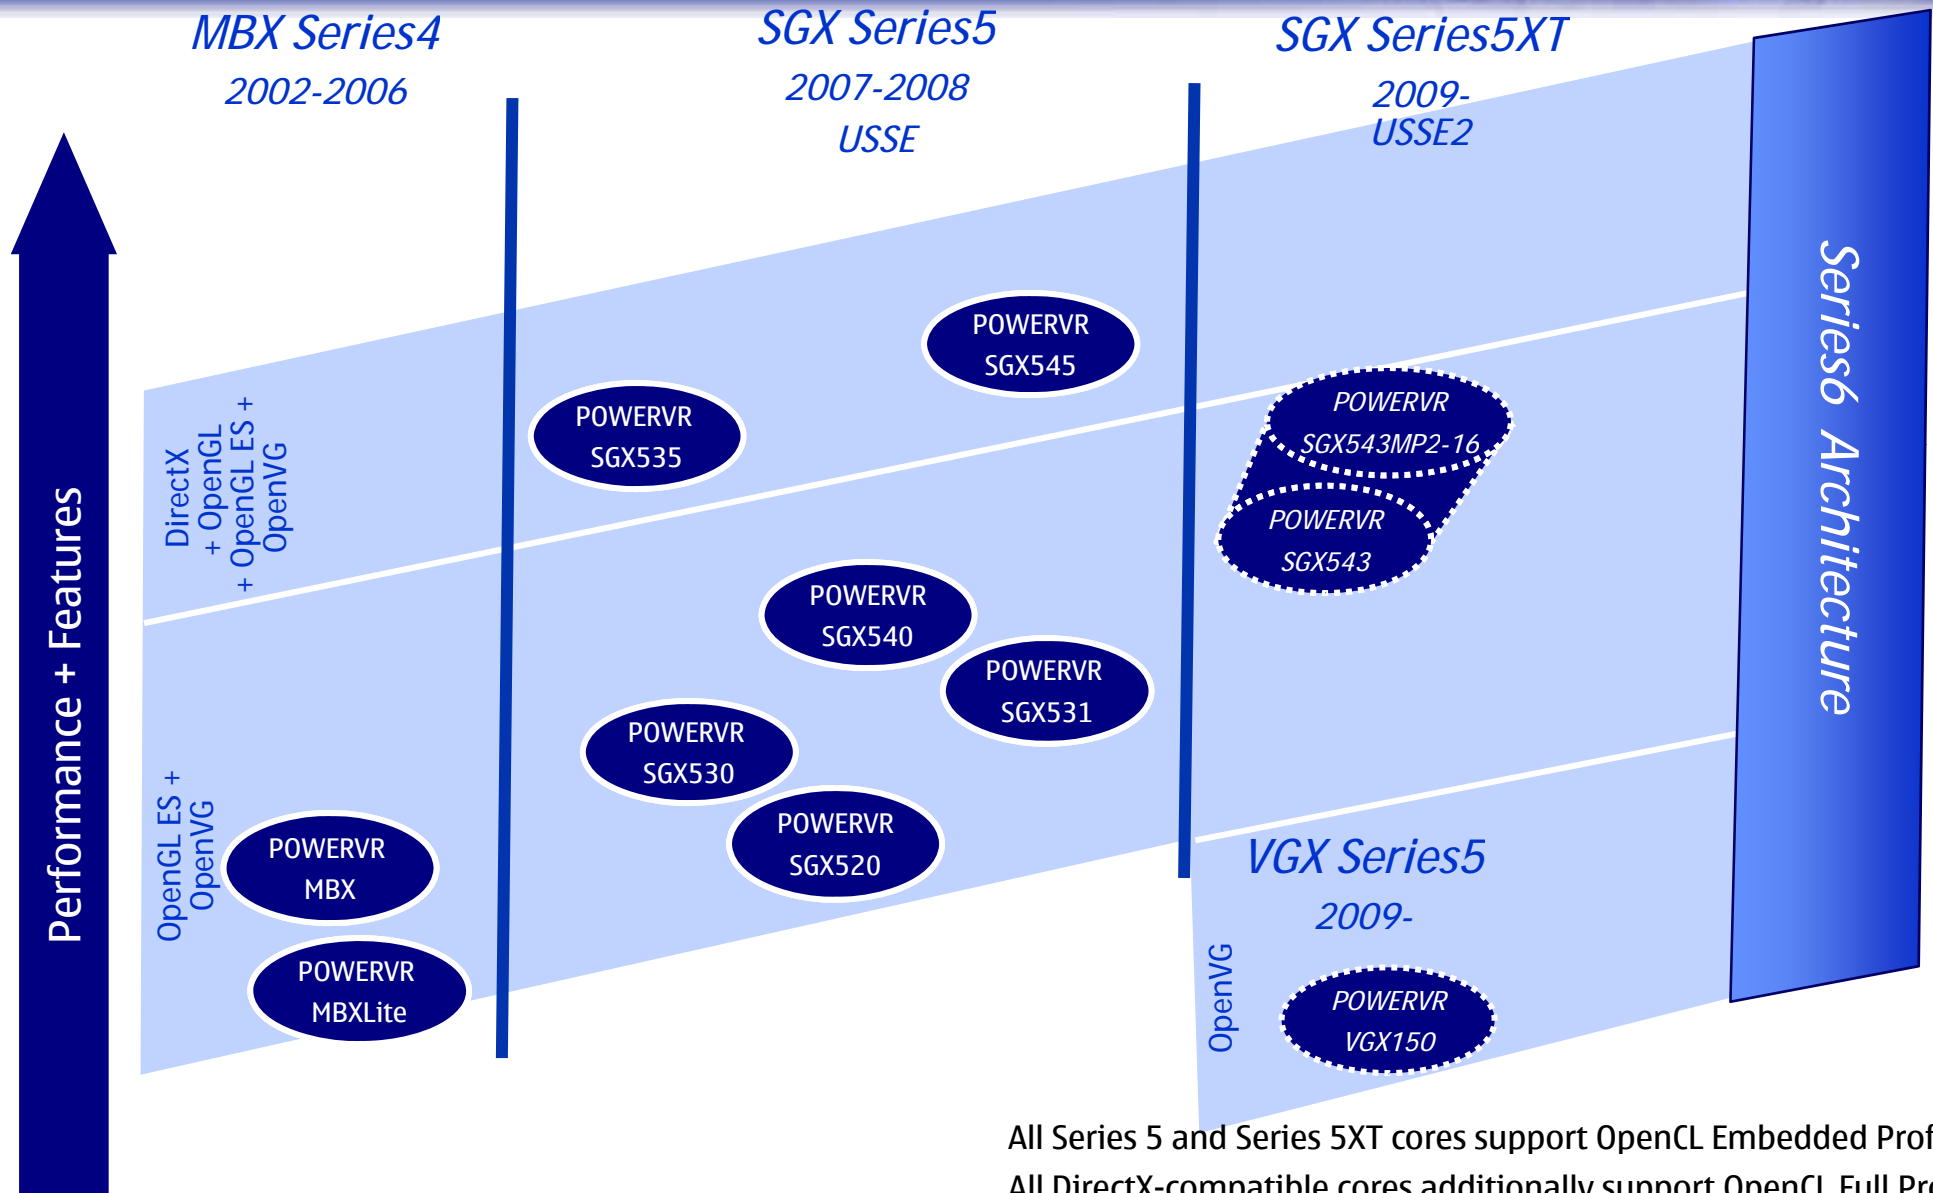 MBX Series4
2002-2006
SGX Series5
2007-2008
USSE
SGX Series5XT
2009-
USSE2
Performance + Features
DirectX
+ OpenGL
+ OpenGL ES +
OpenVG
OpenGL ES +
OpenVG
POWERVR
MBX
POWERVR
MBXLite
POWERVR
SGX535
POWERVR
SGX545
POWERVR
SGX540
POWERVR
SGX531
POWERVR
SGX530
POWERVR
SGX520
POWERVR
SGX543MP2-16
POWERVR
SGX543
VGX Series5
2009-
OpenVG
POWERVR
VGX150
Series6 Architecture
All Series 5 and Series 5XT cores support OpenCL Embedded Prof
All DirectX-compatible cores additionally support OpenCL Full Pro